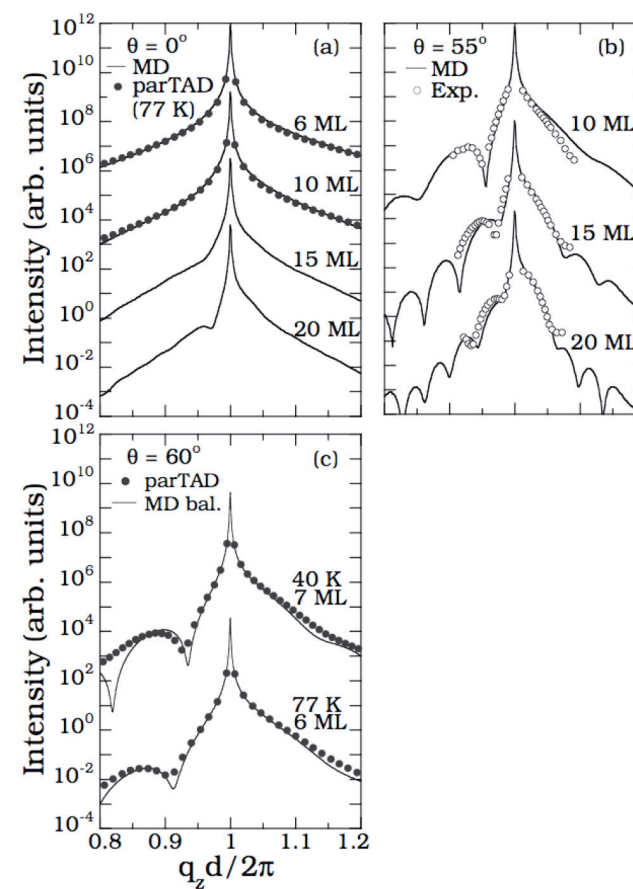 Intensity (arb. units)
10^12
10^10
10^8
10^6
10^4
10^2
10^0
10^-2
10^-4
θ = 0°
(a)
MD
parTAD
(77 K)
6 ML
10 ML
15 ML
20 ML
θ = 55°
(b)
MD
Exp.
10 ML
15 ML
20 ML
Intensity (arb. units)
10^12
10^10
10^8
10^6
10^4
10^2
10^0
10^-2
10^-4
θ = 60°
(c)
parTAD
MD bal.
40 K
7 ML
77 K
6 ML
0.8 0.9 1 1.1 1.2
q_z d/2π